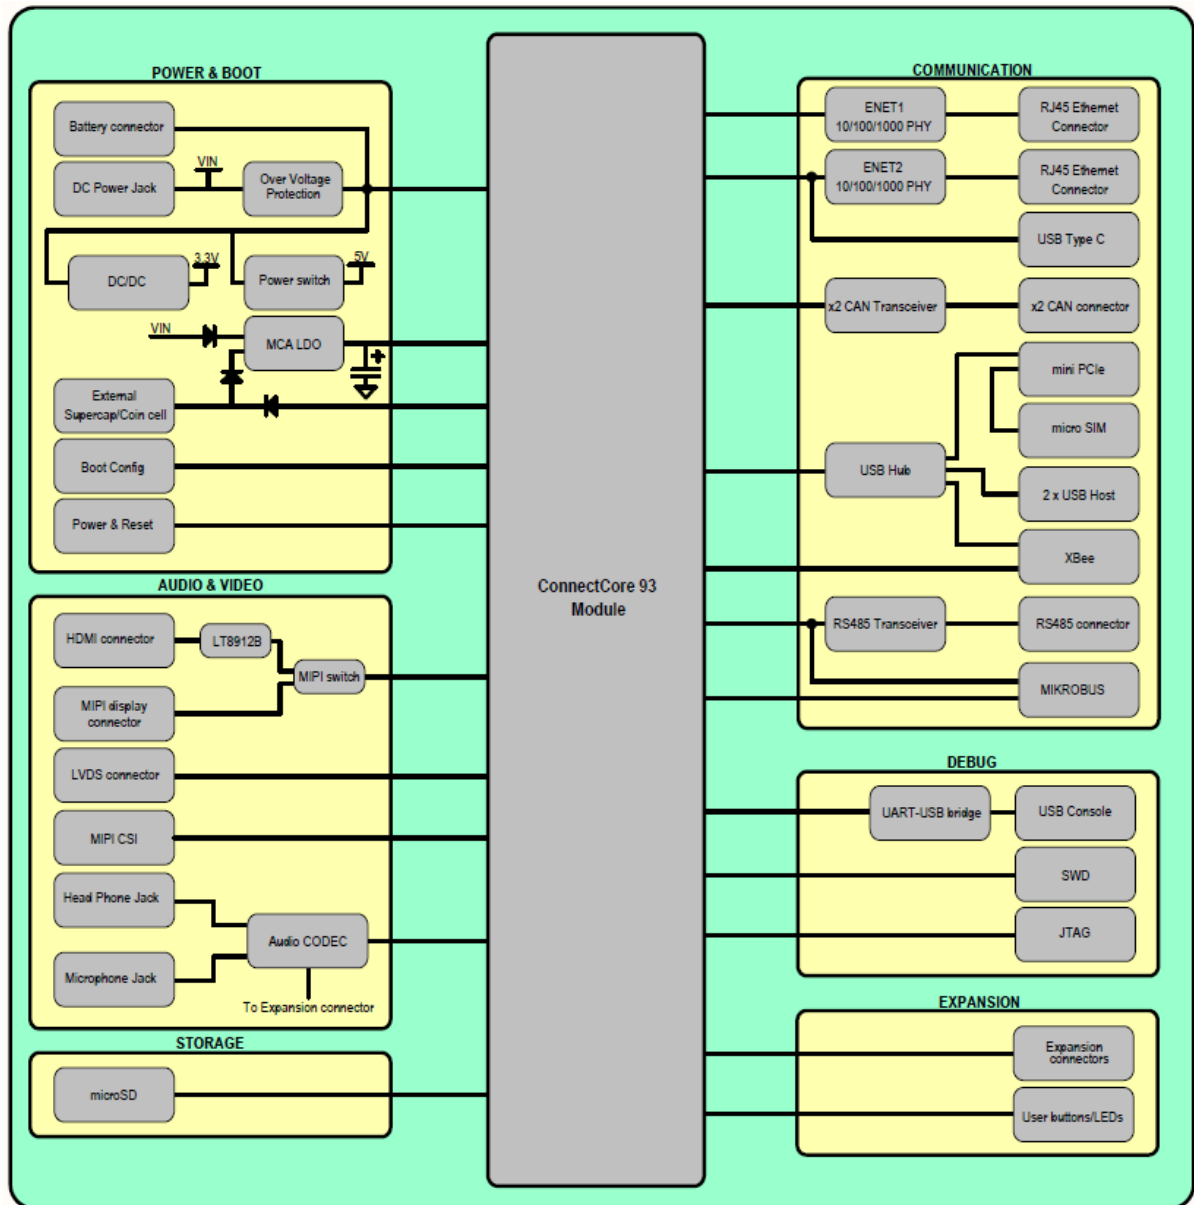 POWER & BOOT
Battery connector
DC Power Jack
VIN
Over Voltage
Protection
DC/DC
3.3V
Power switch
5V
VIN
MCA LDO
+
External
Supercap/Coin cell
Boot Config
Power & Reset
AUDIO & VIDEO
HDMI connector
LT8912B
MIPI switch
MIPI display
connector
LVDS connector
MIPI CSI
Head Phone Jack
Audio CODEC
Microphone Jack
To Expansion connector
STORAGE
microSD
ConnectCore 93
Module
COMMUNICATION
ENET1
10/100/1000 PHY
RJ45 Ethernet
Connector
ENET2
10/100/1000 PHY
RJ45 Ethernet
Connector
USB Type C
x2 CAN Transceiver
x2 CAN connector
mini PCIe
micro SIM
USB Hub
2 x USB Host
XBee
RS485 Transceiver
RS485 connector
MIKROBUS
DEBUG
UART-USB bridge
USB Console
SWD
JTAG
EXPANSION
Expansion
connectors
User buttons/LEDs